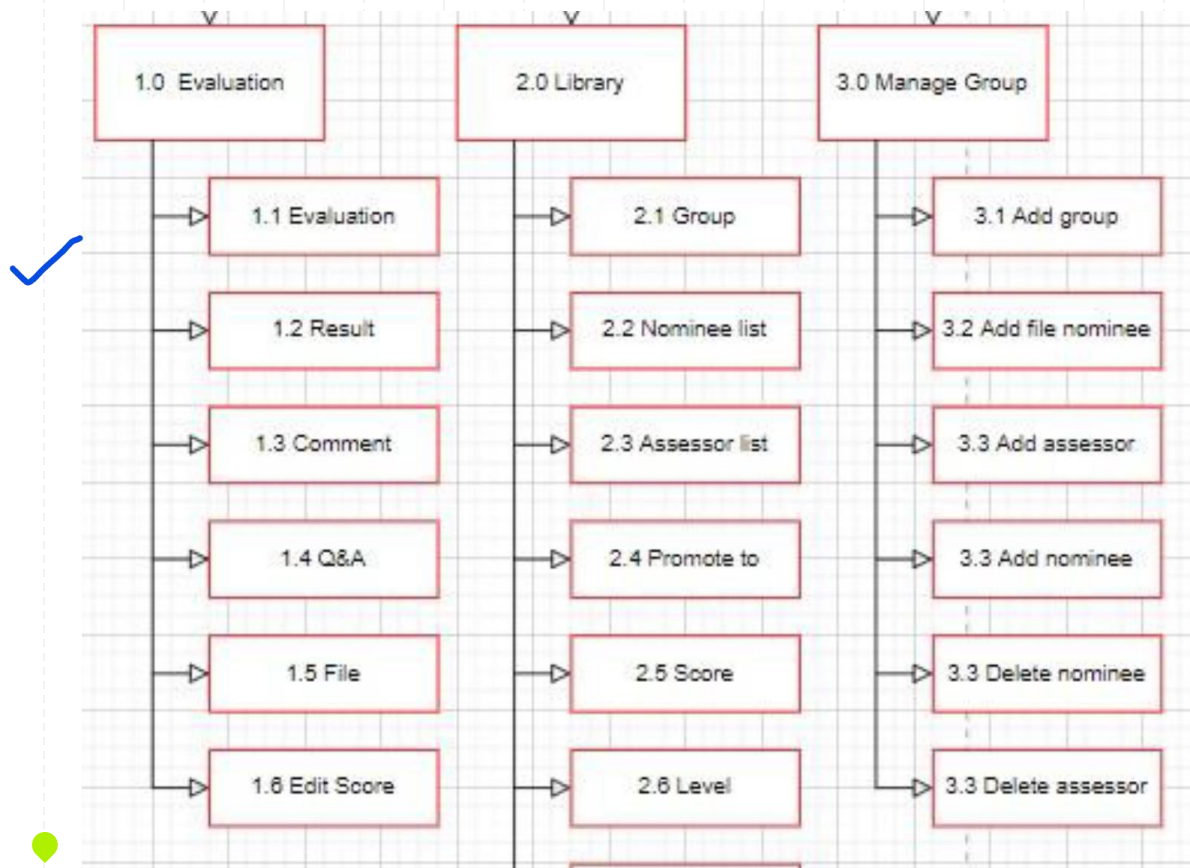 1.0 Evaluation
2.0 Library
3.0 Manage Group
1.1 Evaluation
2.1 Group
3.1 Add group
1.2 Result
2.2 Nominee list
3.2 Add file nominee
1.3 Comment
2.3 Assessor list
3.3 Add assessor
1.4 Q&A
2.4 Promote to
3.3 Add nominee
1.5 File
2.5 Score
3.3 Delete nominee
1.6 Edit Score
2.6 Level
3.3 Delete assessor